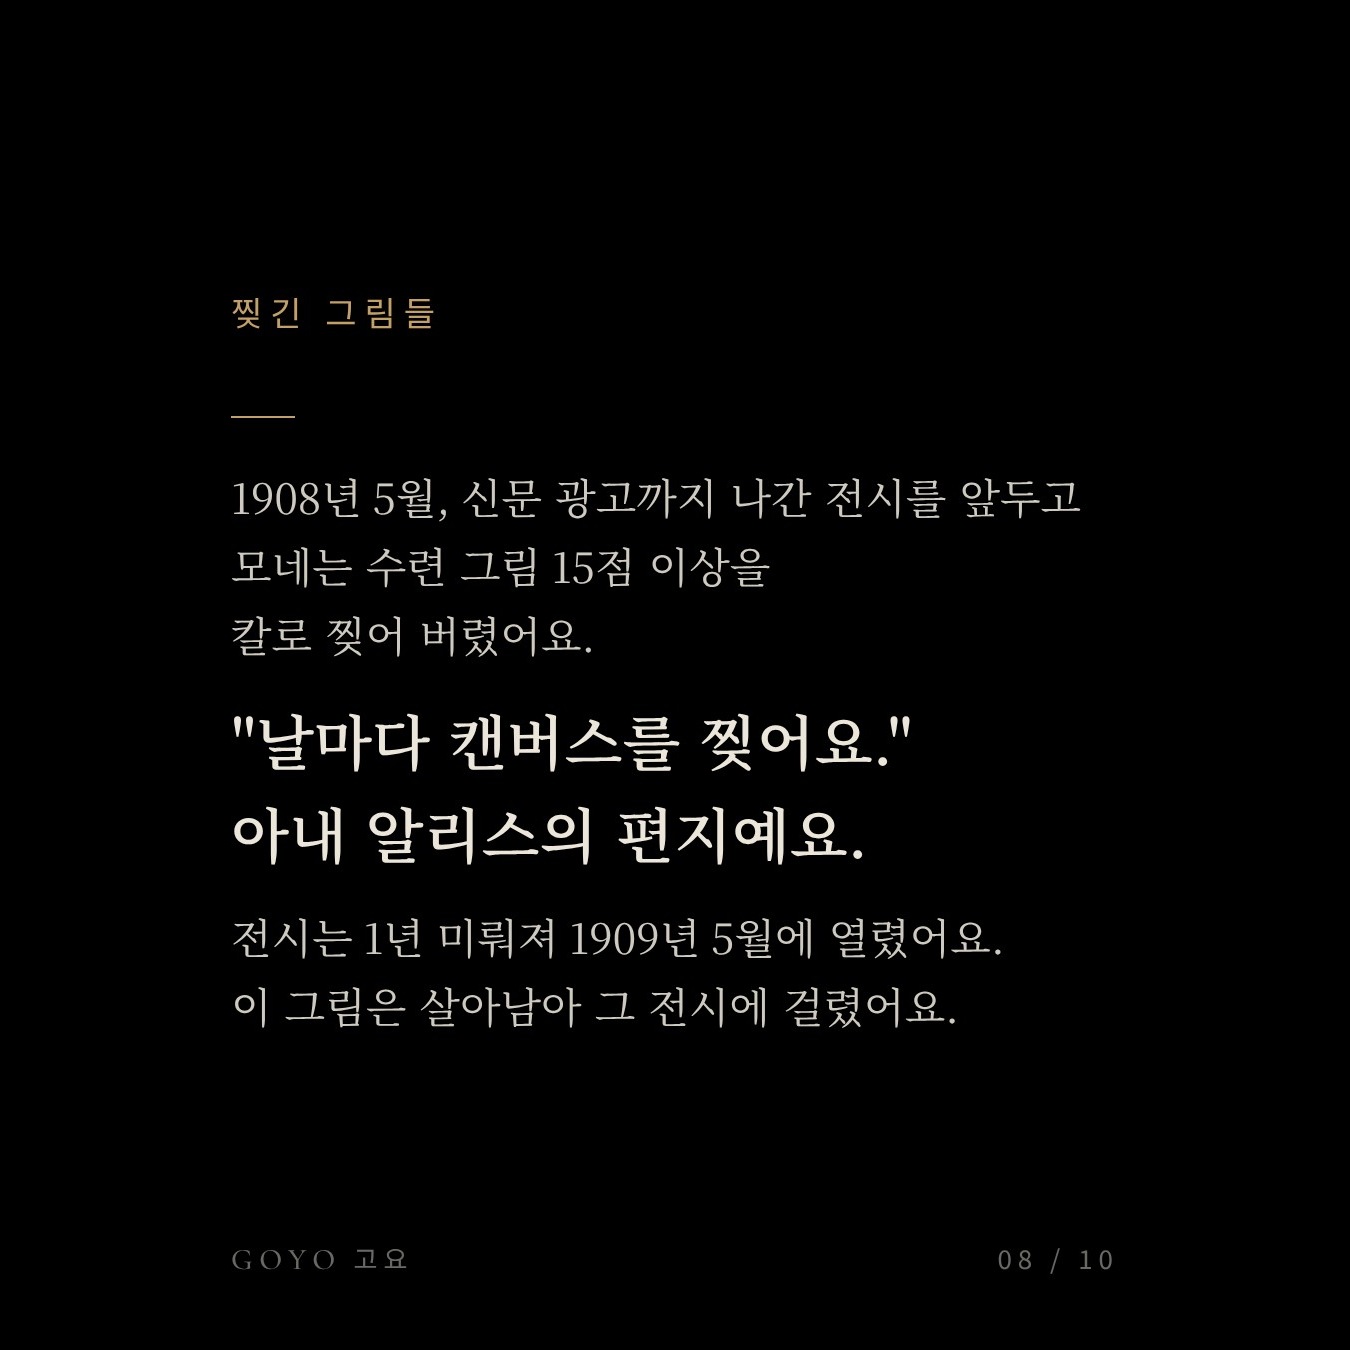 찢긴 그림들
1908년 5월, 신문 광고까지 나간 전시를 앞두고
모네는 수련 그림 15점 이상을
칼로 찢어 버렸어요.
"날마다 캔버스를 찢어요."
아내 알리스의 편지예요.
전시는 1년 미뤄져 1909년 5월에 열렸어요.
이 그림은 살아남아 그 전시에 걸렸어요.
GOYO 고요
08 / 10